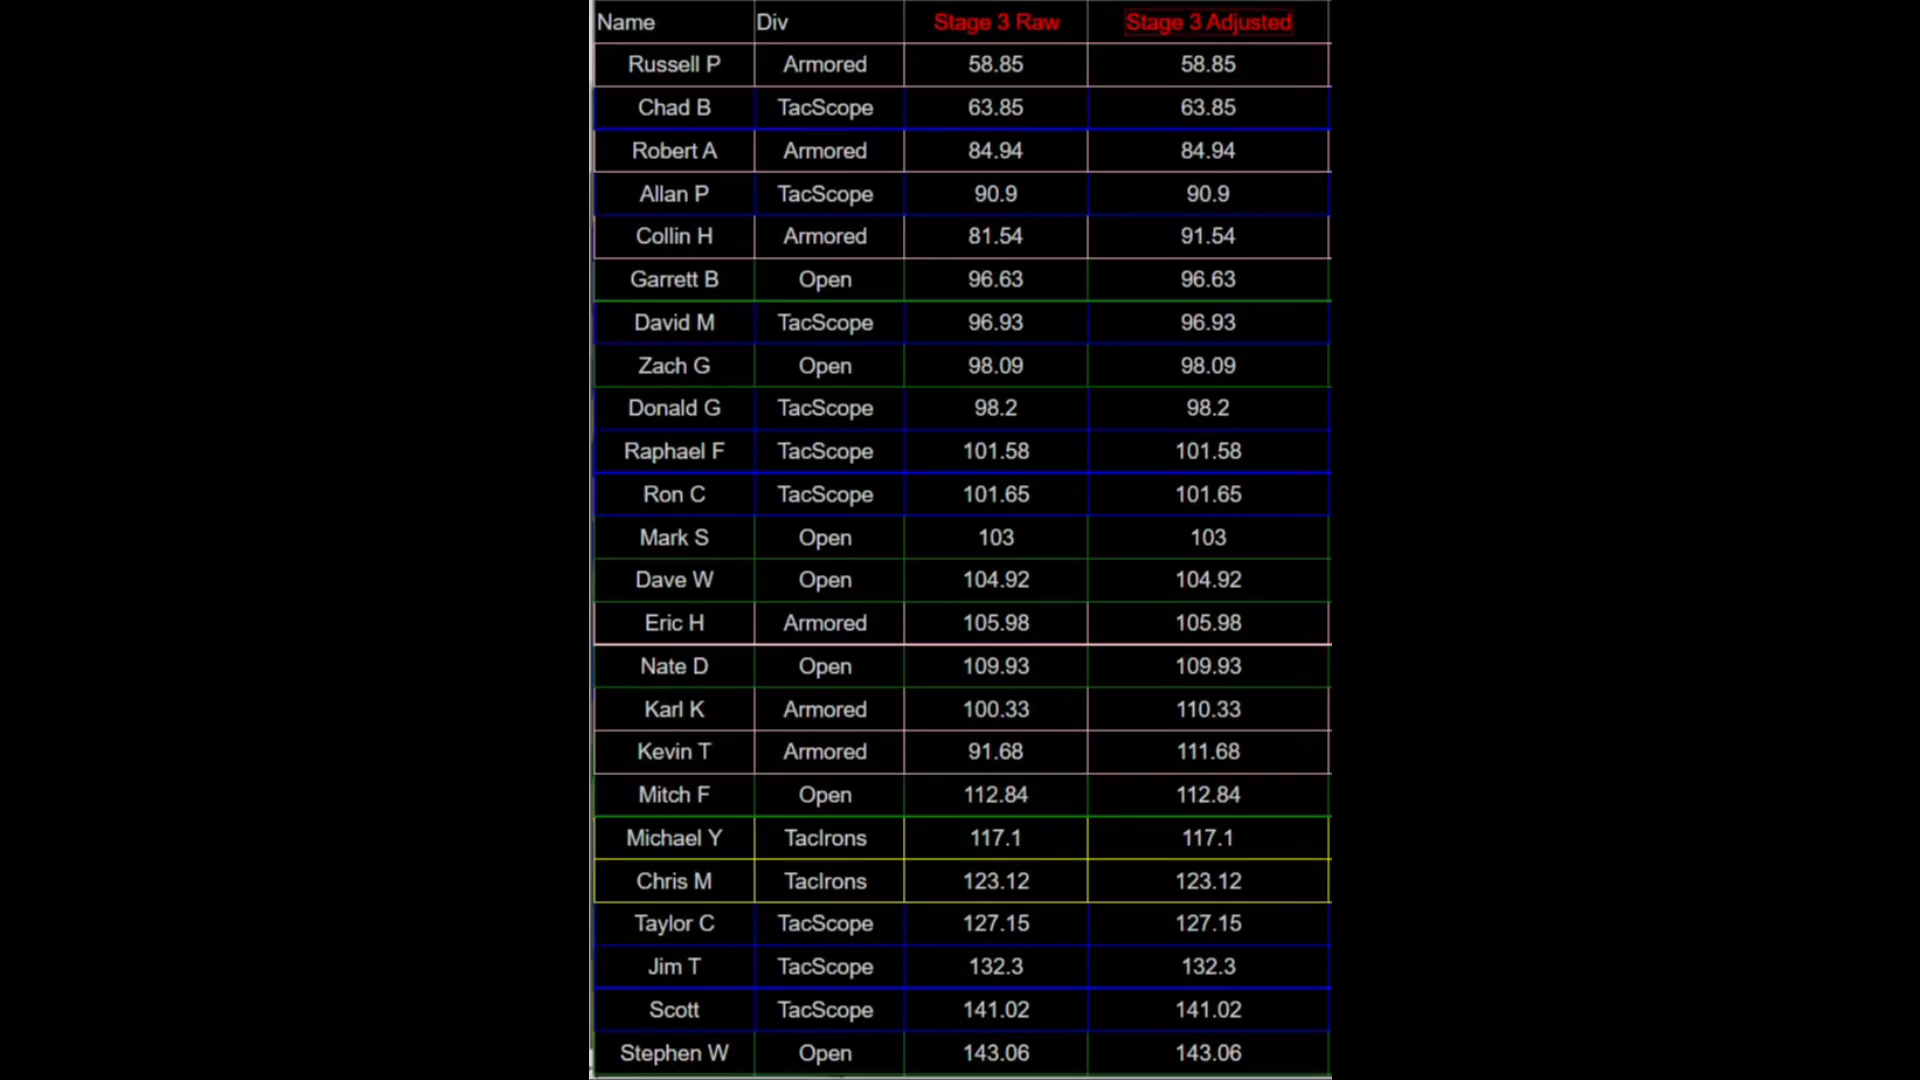 Name Div Stage 3 Raw Stage 3 Adjusted
Russell P Armored 58.85 58.85
Chad B TacScope 63.85 63.85
Robert A Armored 84.94 84.94
Allan P TacScope 90.9 90.9
Collin H Armored 81.54 91.54
Garrett B Open 96.63 96.63
David M TacScope 96.93 96.93
Zach G Open 98.09 98.09
Donald G TacScope 98.2 98.2
Raphael F TacScope 101.58 101.58
Ron C TacScope 101.65 101.65
Mark S Open 103 103
Dave W Open 104.92 104.92
Eric H Armored 105.98 105.98
Nate D Open 109.93 109.93
Karl K Armored 100.33 110.33
Kevin T Armored 91.68 111.68
Mitch F Open 112.84 112.84
Michael Y TacIrons 117.1 117.1
Chris M TacIrons 123.12 123.12
Taylor C TacScope 127.15 127.15
Jim T TacScope 132.3 132.3
Scott TacScope 141.02 141.02
Stephen W Open 143.06 143.06